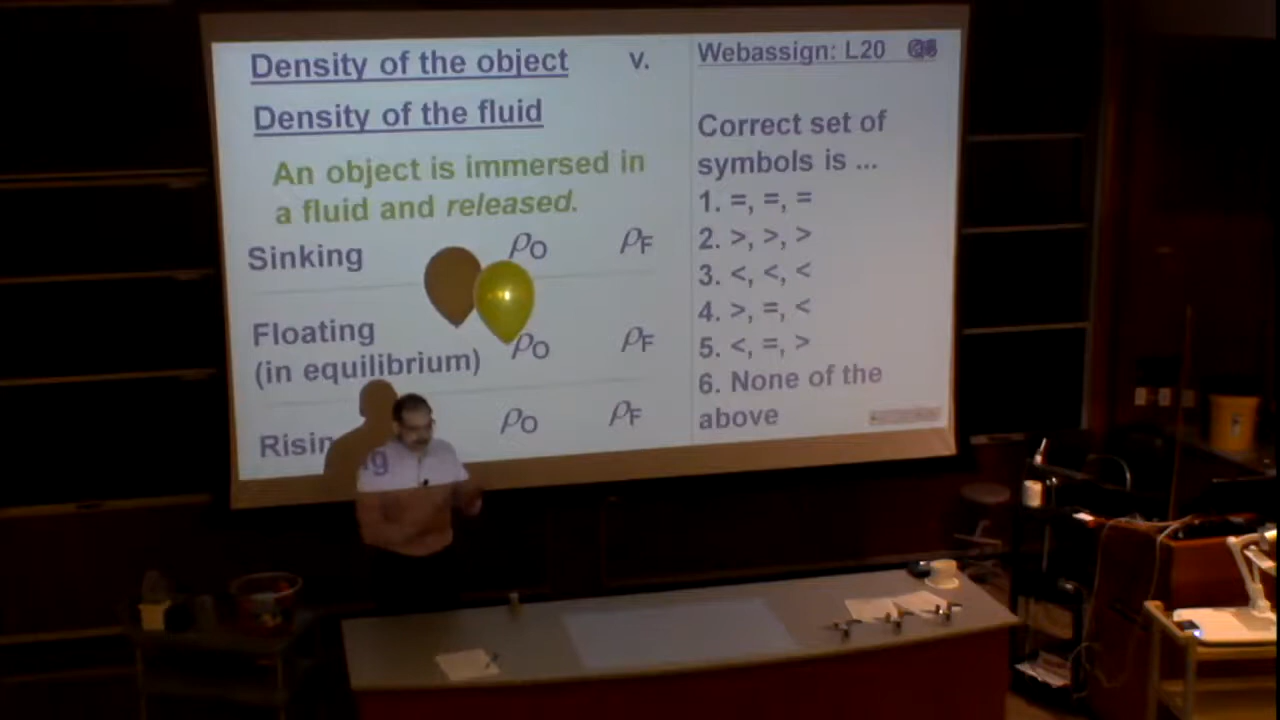 Density of the object v.
Density of the fluid
An object is immersed in
a fluid and released.
Sinking ρO ρF
Floating
(in equilibrium) ρO ρF
Rising ρO ρF
Webassign: L20
Correct set of
symbols is ...
1. =, =, =
2. >, >, >
3. <, <, <
4. >, =, <
5. <, =, >
6. None of the
above